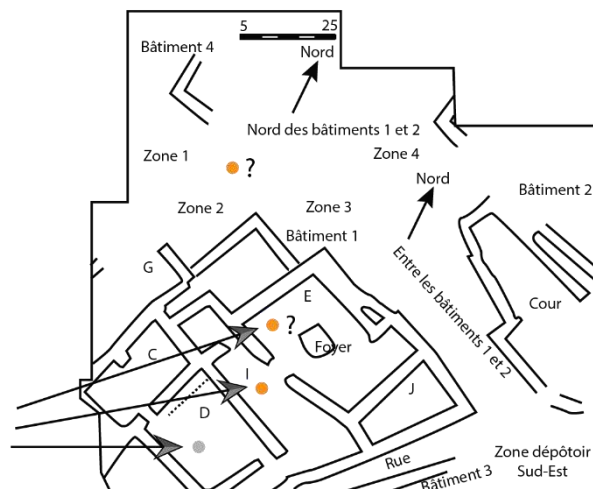 5 25
Bâtiment 4
Nord
Nord des bâtiments 1 et 2
Zone 1
?
Zone 4
Nord
Bâtiment 2
Zone 2
Zone 3
Bâtiment 1
Entre les bâtiments 1 et 2
G
E
Cour
?
Foyer
C
I
J
D
Rue
Zone dépôtoir
Sud-Est
Bâtiment 3